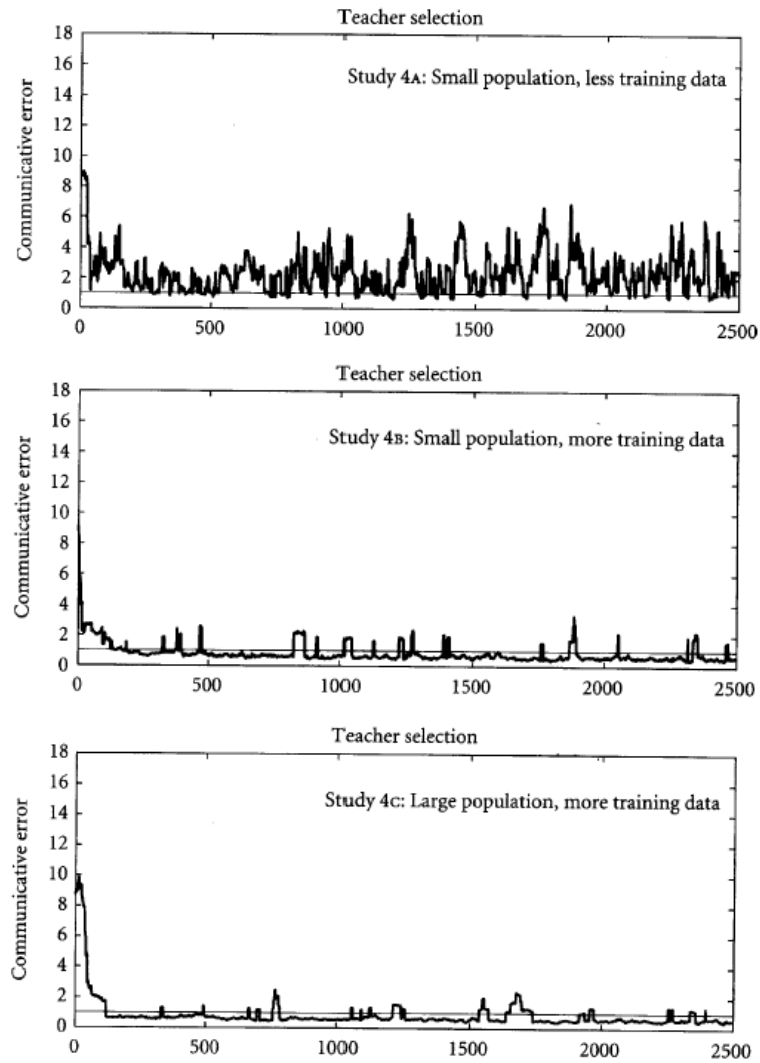 Teacher selection
Study 4A: Small population, less training data
Communicative error
18
16
14
12
10
8
6
4
2
0
0 500 1000 1500 2000 2500
Teacher selection
Study 4B: Small population, more training data
Communicative error
18
16
14
12
10
8
6
4
2
0
0 500 1000 1500 2000 2500
Teacher selection
Study 4C: Large population, more training data
Communicative error
18
16
14
12
10
8
6
4
2
0
0 500 1000 1500 2000 2500